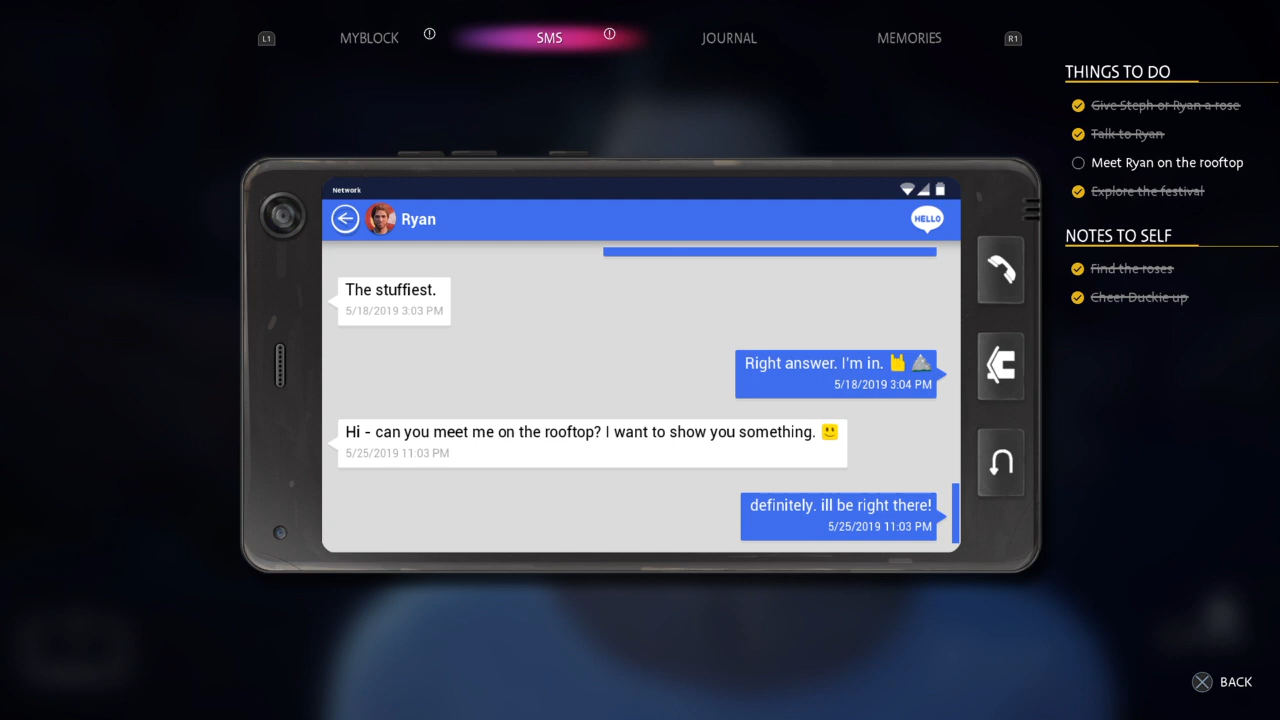 L1
MYBLOCK
SMS
JOURNAL
MEMORIES
R1
THINGS TO DO
Give Steph or Ryan a rose
Talk to Ryan
Meet Ryan on the rooftop
Explore the festival
NOTES TO SELF
Find the roses
Cheer Duckie up
Network
Ryan
HELLO
The stuffiest.
5/18/2019 3:03 PM
Right answer. I'm in. 🤘 ⛰️
5/18/2019 3:04 PM
Hi - can you meet me on the rooftop? I want to show you something. 🙂
5/25/2019 11:03 PM
definitely. ill be right there!
5/25/2019 11:03 PM
BACK